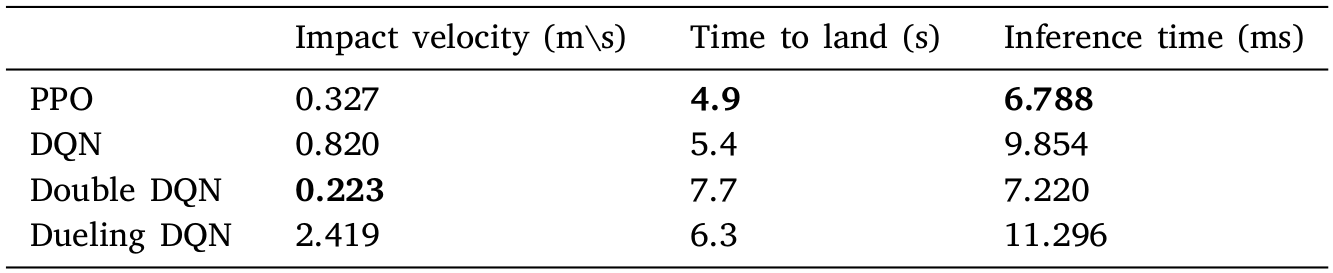 Impact velocity (m\s) Time to land (s) Inference time (ms)
PPO 0.327 4.9 6.788
DQN 0.820 5.4 9.854
Double DQN 0.223 7.7 7.220
Dueling DQN 2.419 6.3 11.296